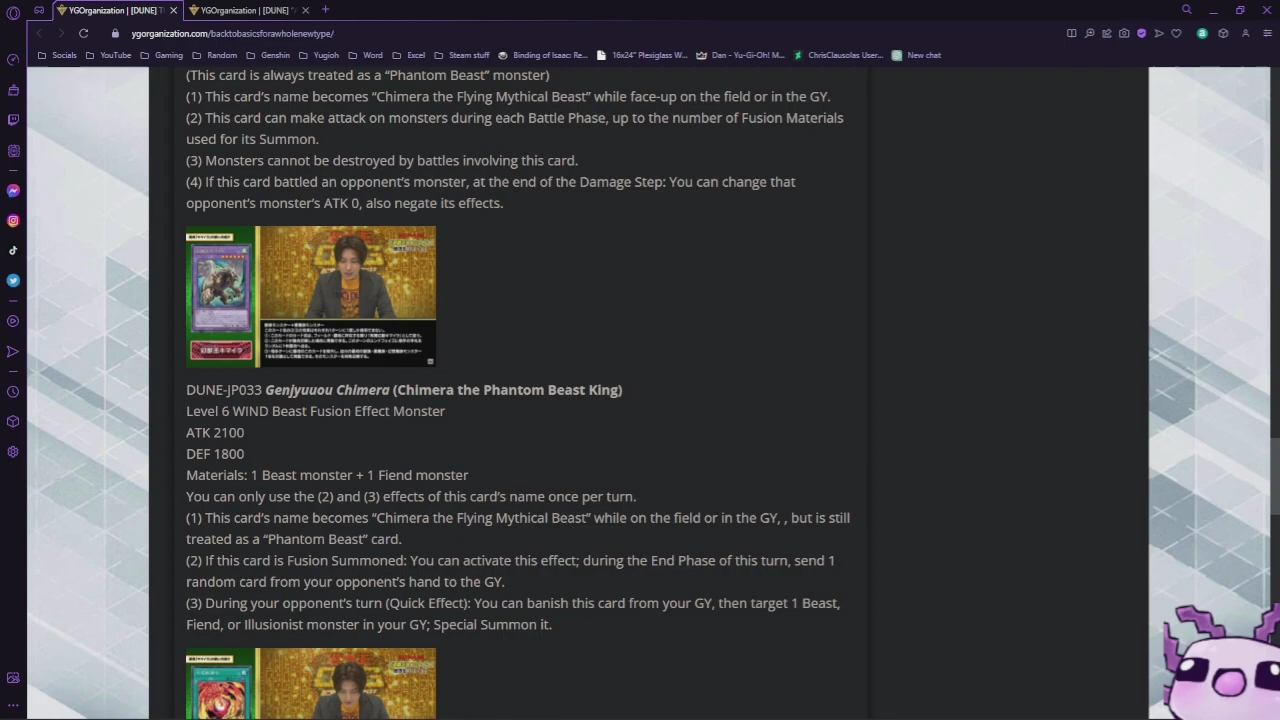 YGOrganization | [DUNE] T
YGOrganization | [DUNE] "
ygorganization.com/backtobasicsforawholenewtype/
Socials
YouTube
Gaming
Random
Genshin
Yugioh
Word
Excel
Steam stuff
Binding of Isaac: Re...
16x24" Plexiglass W...
Dan - Yu-Gi-Oh! M...
ChrisClausolas User...
New chat
(This card is always treated as a “Phantom Beast” monster)
(1) This card’s name becomes “Chimera the Flying Mythical Beast” while face-up on the field or in the GY.
(2) This card can make attack on monsters during each Battle Phase, up to the number of Fusion Materials
used for its Summon.
(3) Monsters cannot be destroyed by battles involving this card.
(4) If this card battled an opponent’s monster, at the end of the Damage Step: You can change that
opponent’s monster’s ATK 0, also negate its effects.
幻獣王キマイラ
DUNE-JP033 Genjyuuou Chimera (Chimera the Phantom Beast King)
Level 6 WIND Beast Fusion Effect Monster
ATK 2100
DEF 1800
Materials: 1 Beast monster + 1 Fiend monster
You can only use the (2) and (3) effects of this card’s name once per turn.
(1) This card’s name becomes “Chimera the Flying Mythical Beast” while on the field or in the GY, , but is still
treated as a “Phantom Beast” card.
(2) If this card is Fusion Summoned: You can activate this effect; during the End Phase of this turn, send 1
random card from your opponent’s hand to the GY.
(3) During your opponent’s turn (Quick Effect): You can banish this card from your GY, then target 1 Beast,
Fiend, or Illusionist monster in your GY; Special Summon it.